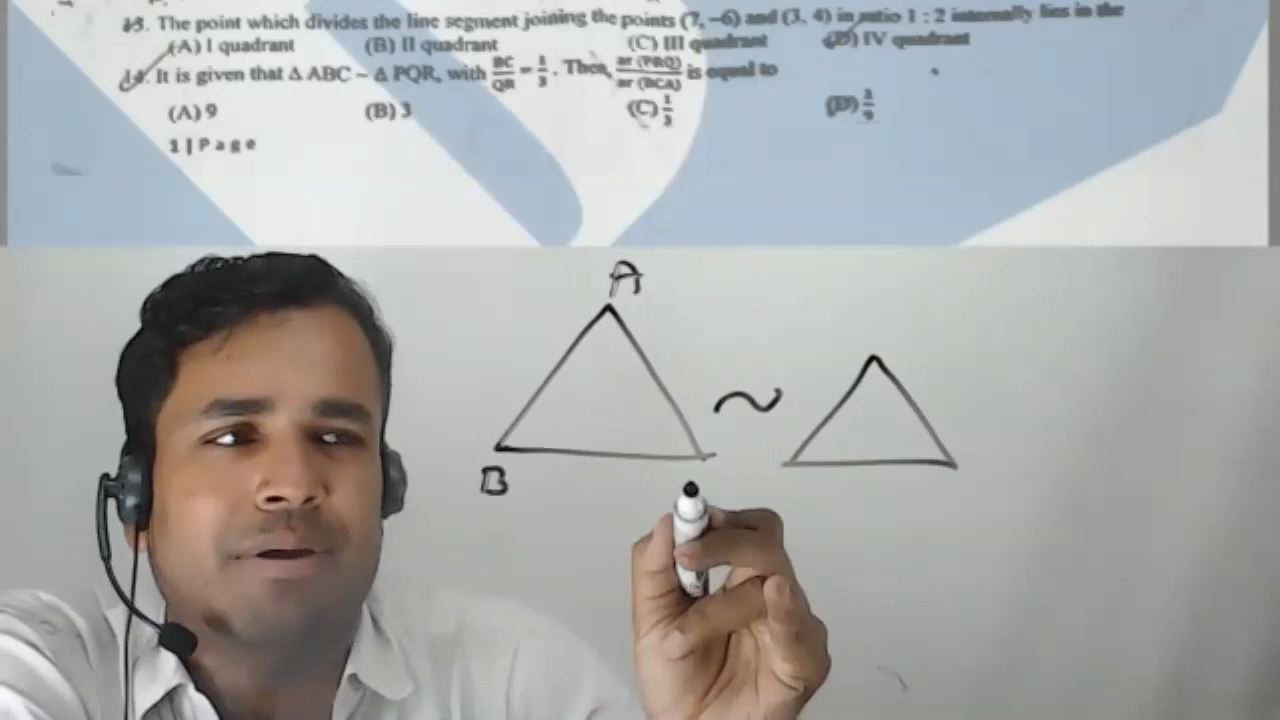 15. The point which divides the line segment joining the points (7, –6) and (3, 4) in ratio 1 : 2 internally lies in the
(A) I quadrant (B) II quadrant (C) III quadrant (D) IV quadrant
14. It is given that Δ ABC ~ Δ PQR, with BC/QR = 1/3. Then, ar (PRQ)/ar (BCA) is equal to
(A) 9 (B) 3 (C) 1/3 (D) 1/9
1 | P a g e
A
~
B